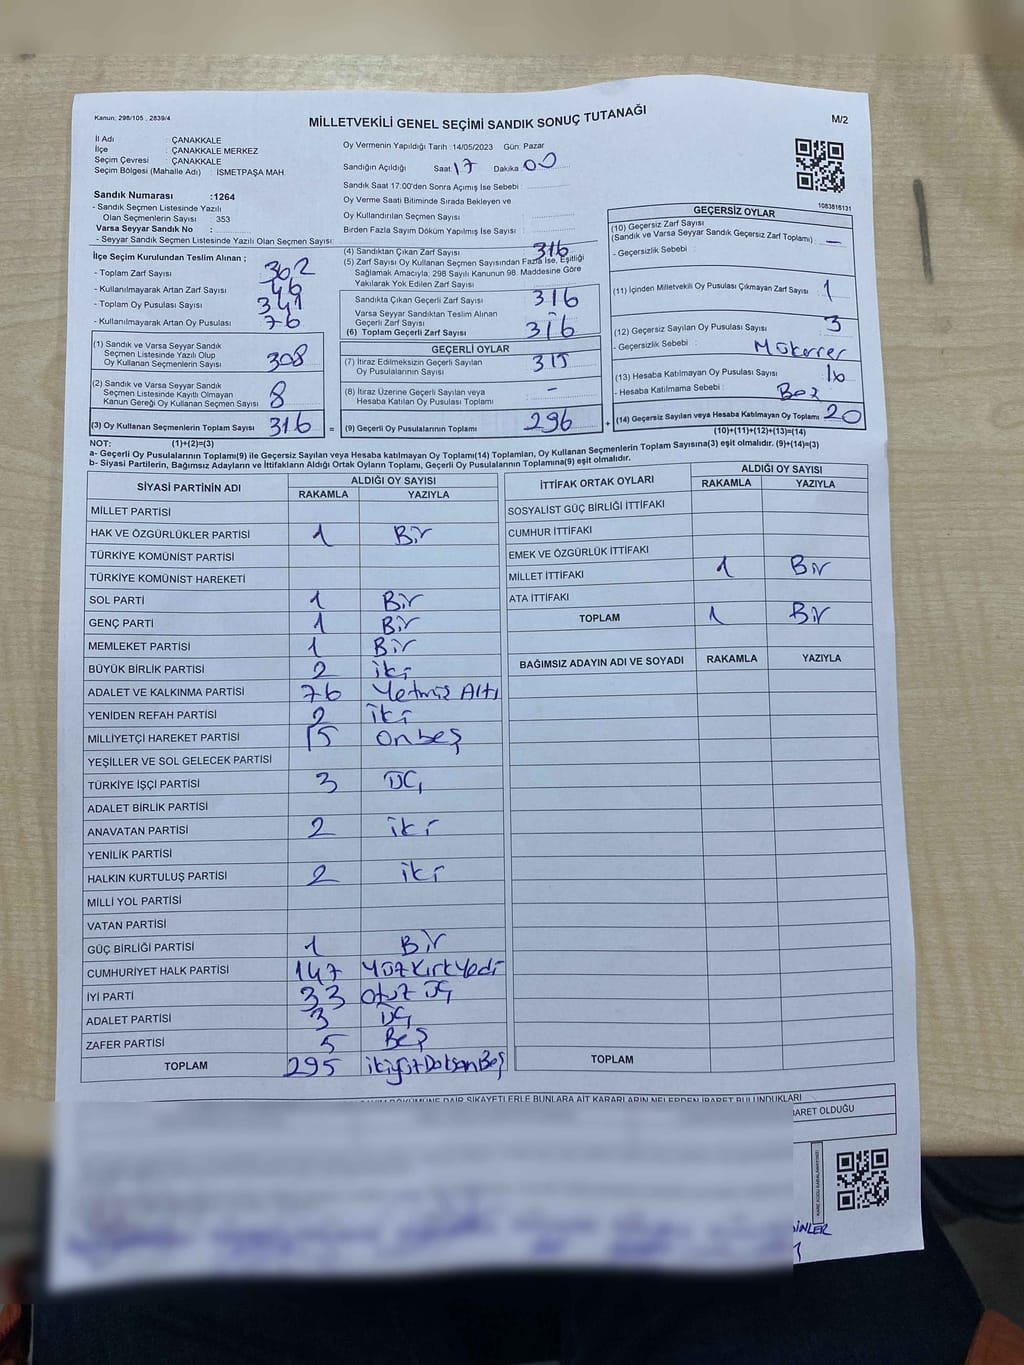 Kanun; 298/105 , 2839/4
MİLLETVEKİLİ GENEL SEÇİMİ SANDIK SONUÇ TUTANAĞI
M/2
İl Adı : ÇANAKKALE
İlçe : ÇANAKKALE MERKEZ
Seçim Çevresi : ÇANAKKALE
Seçim Bölgesi (Mahalle Adı) : İSMETPAŞA MAH
Oy Vermenin Yapıldığı Tarih :14/05/2023 Gün: Pazar
Sandığın Açıldığı Saat: 17 Dakika: 00
Sandık Saat 17:00'den Sonra Açımış İse Sebebi :
Oy Verme Saati Bitiminde Sırada Bekleyen ve
Oy Kullandırılan Seçmen Sayısı
Birden Fazla Sayım Döküm Yapılmış İse Sayısı :
Sandık Numarası :1264
- Sandık Seçmen Listesinde Yazılı
Olan Seçmenlerin Sayısı : 353
Varsa Seyyar Sandık No :
- Seyyar Sandık Seçmen Listesinde Yazılı Olan Seçmen Sayısı:
1083816131
İlçe Seçim Kurulundan Teslim Alınan ;
- Toplam Zarf Sayısı 362
- Kullanılmayarak Artan Zarf Sayısı 46
- Toplam Oy Pusulası Sayısı
- Kullanılmayarak Artan Oy Pusulası 76
(1) Sandık ve Varsa Seyyar Sandık
Seçmen Listesinde Yazılı Olup
Oy Kullanan Seçmen Sayısı 308
(2) Sandık ve Varsa Seyyar Sandık
Seçmen Listesinde Kayıtlı Olmayan
Kanun Gereği Oy Kullanan Seçmen Sayısı 8
(3) Oy Kullanan Seçmenlerin Toplam Sayısı 316 =
(4) Sandıktan Çıkan Zarf Sayısı 316
(5) Zarf Sayısı Oy Kullanan Seçmen Sayısından Fazla İse, Eşitliği
Sağlamak Amacıyla; 298 Sayılı Kanunun 98. Maddesine Göre
Yakılarak Yok Edilen Zarf Sayısı
Sandıkta Çıkan Geçerli Zarf Sayısı 316
Varsa Seyyar Sandıktan Teslim Alınan
Geçerli Zarf Sayısı -
(6) Toplam Geçerli Zarf Sayısı 316
GEÇERLİ OYLAR
(7) İtiraz Edilmeksizin Geçerli Sayılan
Oy Pusulalarının Sayısı
(8) İtiraz Üzerine Geçerli Sayılan veya
Hesaba Katılan Oy Pusulası Toplamı -
(9) Geçerli Oy Pusulalarının Toplamı 296 +
GEÇERSİZ OYLAR
(10) Geçersiz Zarf Sayısı
(Sandık ve Varsa Seyyar Sandık Geçersiz Zarf Toplamı) : -
- Geçersizlik Sebebi :
(11) İçinden Milletvekili Oy Pusulası Çıkmayan Zarf Sayısı 1
(12) Geçersiz Sayılan Oy Pusulası Sayısı 3
- Geçersizlik Sebebi : Mükerrer
(13) Hesaba Katılmayan Oy Pusulası Sayısı 16
- Hesaba Katılmama Sebebi : Boz
(14) Geçersiz Sayılan veya Hesaba Katılmayan Oy Toplamı 20
(10)+(11)+(12)+(13)=(14)
NOT: (1)+(2)=(3)
a- Geçerli Oy Pusulalarının Toplamı(9) ile Geçersiz Sayılan veya Hesaba katılmayan Oy Toplamı(14) Toplamları, Oy Kullanan Seçmenlerin Toplam Sayısına(3) eşit olmalıdır. (9)+(14)=(3)
b- Siyasi Partilerin, Bağımsız Adayların ve İttifakların Aldığı Ortak Oyların Toplamı, Geçerli Oy Pusulalarının Toplamına(9) eşit olmalıdır.
SİYASİ PARTİNİN ADI
ALDIĞI OY SAYISI
RAKAMLA YAZIYLA
MİLLET PARTİSİ
HAK VE ÖZGÜRLÜKLER PARTİSİ 1 Bir
TÜRKİYE KOMÜNİST PARTİSİ
TÜRKİYE KOMÜNİST HAREKETİ
SOL PARTİ 1 Bir
GENÇ PARTİ 1 Bir
MEMLEKET PARTİSİ 1 Bir
BÜYÜK BİRLİK PARTİSİ 2 iki
ADALET VE KALKINMA PARTİSİ 76 Yetmiş Altı
YENİDEN REFAH PARTİSİ 2 iki
MİLLİYETÇİ HAREKET PARTİSİ 15 onbeş
YEŞİLLER VE SOL GELECEK PARTİSİ
TÜRKİYE İŞÇİ PARTİSİ 3 ÜÇ
ADALET BİRLİK PARTİSİ
ANAVATAN PARTİSİ 2 iki
YENİLİK PARTİSİ
HALKIN KURTULUŞ PARTİSİ 2 iki
MİLLİ YOL PARTİSİ
VATAN PARTİSİ
GÜÇ BİRLİĞİ PARTİSİ 1 Bir
CUMHURİYET HALK PARTİSİ 147 YüzKırkYedi
İYİ PARTİ 33 otuz ÜÇ
ADALET PARTİSİ 3 ÜÇ
ZAFER PARTİSİ 5 Beş
TOPLAM 295 ikiyüzDoksanBeş
İTTİFAK ORTAK OYLARI
ALDIĞI OY SAYISI
RAKAMLA YAZIYLA
SOSYALİST GÜÇ BİRLİĞİ İTTİFAKI
CUMHUR İTTİFAKI
EMEK VE ÖZGÜRLÜK İTTİFAKI
MİLLET İTTİFAKI 1 Bir
ATA İTTİFAKI
TOPLAM 1 Bir
BAĞIMSIZ ADAYIN ADI VE SOYADI RAKAMLA YAZIYLA
TOPLAM
DÖKÜMÜNE DAİR ŞİKAYETLERLE BUNLARA AİT KARARLARIN NELERDEN İBARET BULUNDUKLARI
BARET OLDUĞU